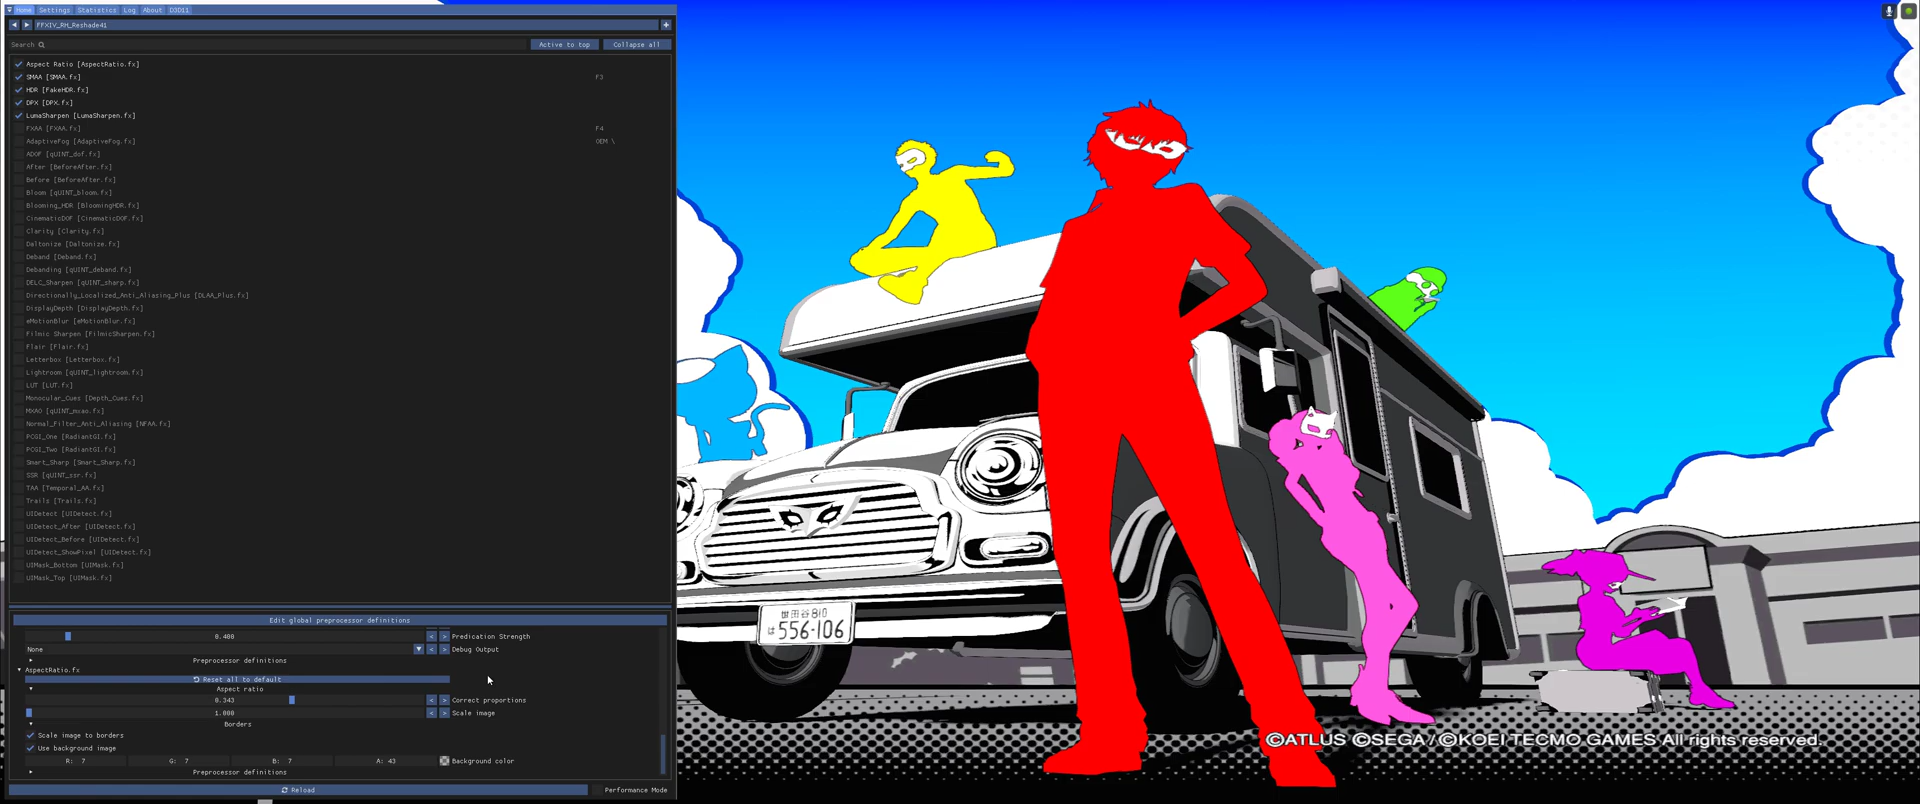 Home Settings Statistics Log About D3D11
FFXIV_RH_Reshade41
+
Search
Active to top
Collapse all
Aspect Ratio [AspectRatio.fx]
SMAA [SMAA.fx]
F3
HDR [FakeHDR.fx]
DPX [DPX.fx]
LumaSharpen [LumaSharpen.fx]
FXAA [FXAA.fx]
F4
AdaptiveFog [AdaptiveFog.fx]
OEM \
ADOF [qUINT_dof.fx]
After [BeforeAfter.fx]
Before [BeforeAfter.fx]
Bloom [qUINT_bloom.fx]
Blooming_HDR [BloomingHDR.fx]
CinematicDOF [CinematicDOF.fx]
Clarity [Clarity.fx]
Daltonize [Daltonize.fx]
Deband [Deband.fx]
Debanding [qUINT_deband.fx]
DELC_Sharpen [qUINT_sharp.fx]
Directionally_Localized_Anti_Aliasing_Plus [DLAA_Plus.fx]
DisplayDepth [DisplayDepth.fx]
eMotionBlur [eMotionBlur.fx]
Filmic Sharpen [FilmicSharpen.fx]
Flair [Flair.fx]
Letterbox [Letterbox.fx]
Lightroom [qUINT_lightroom.fx]
LUT [LUT.fx]
Monocular_Cues [Depth_Cues.fx]
MXAO [qUINT_mxao.fx]
Normal_Filter_Anti_Aliasing [NFAA.fx]
PCGI_One [RadiantGI.fx]
PCGI_Two [RadiantGI.fx]
Smart_Sharp [Smart_Sharp.fx]
SSR [qUINT_ssr.fx]
TAA [Temporal_AA.fx]
Trails [Trails.fx]
UIDetect [UIDetect.fx]
UIDetect_After [UIDetect.fx]
UIDetect_Before [UIDetect.fx]
UIDetect_ShowPixel [UIDetect.fx]
UIMask_Bottom [UIMask.fx]
UIMask_Top [UIMask.fx]
Edit global preprocessor definitions
0.400 < > Predication Strength
None < > Debug Output
Preprocessor definitions
AspectRatio.fx
Reset all to default
Aspect ratio
0.343 < > Correct proportions
1.000 < > Scale image
Borders
Scale image to borders
Use background image
R: 7 G: 7 B: 7 A: 43 Background color
Preprocessor definitions
Reload
Performance Mode
世田谷810
は 556-106
©ATLUS ©SEGA/©KOEI TECMO GAMES All rights reserved.